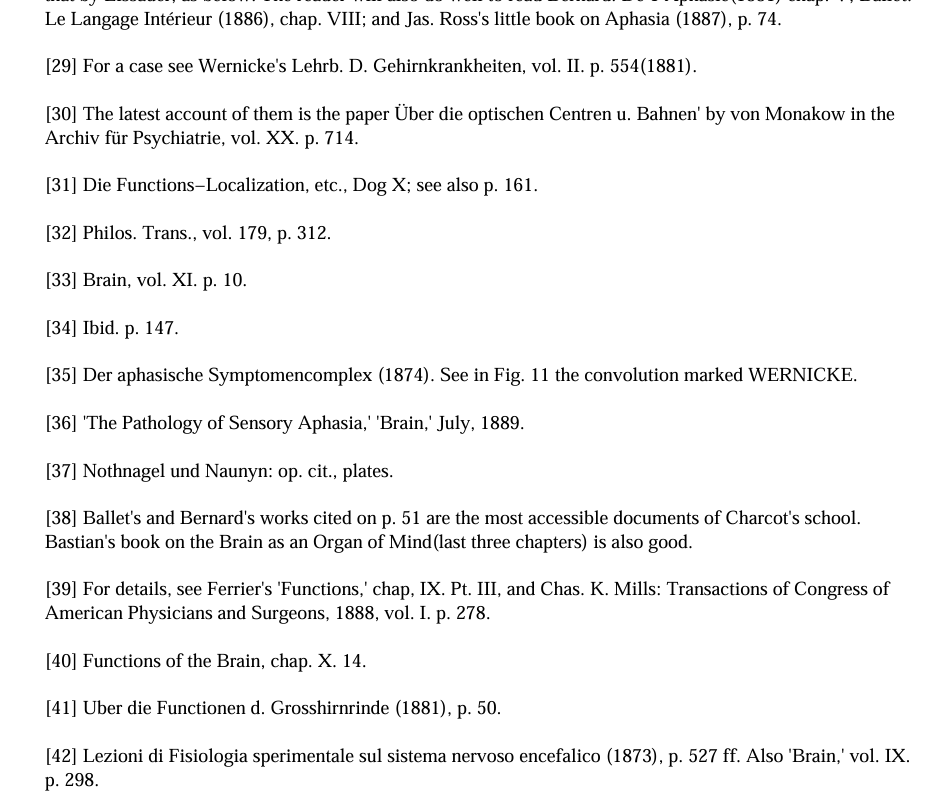 Le Langage Intérieur (1886), chap. VIII; and Jas. Ross's little book on Aphasia (1887), p. 74.
[29] For a case see Wernicke's Lehrb. D. Gehirnkrankheiten, vol. II. p. 554(1881).
[30] The latest account of them is the paper Über die optischen Centren u. Bahnen' by von Monakow in the
Archiv für Psychiatrie, vol. XX. p. 714.
[31] Die Functions–Localization, etc., Dog X; see also p. 161.
[32] Philos. Trans., vol. 179, p. 312.
[33] Brain, vol. XI. p. 10.
[34] Ibid. p. 147.
[35] Der aphasische Symptomencomplex (1874). See in Fig. 11 the convolution marked WERNICKE.
[36] 'The Pathology of Sensory Aphasia,' 'Brain,' July, 1889.
[37] Nothnagel und Naunyn: op. cit., plates.
[38] Ballet's and Bernard's works cited on p. 51 are the most accessible documents of Charcot's school.
Bastian's book on the Brain as an Organ of Mind(last three chapters) is also good.
[39] For details, see Ferrier's 'Functions,' chap, IX. Pt. III, and Chas. K. Mills: Transactions of Congress of
American Physicians and Surgeons, 1888, vol. I. p. 278.
[40] Functions of the Brain, chap. X. 14.
[41] Uber die Functionen d. Grosshirnrinde (1881), p. 50.
[42] Lezioni di Fisiologia sperimentale sul sistema nervoso encefalico (1873), p. 527 ff. Also 'Brain,' vol. IX.
p. 298.